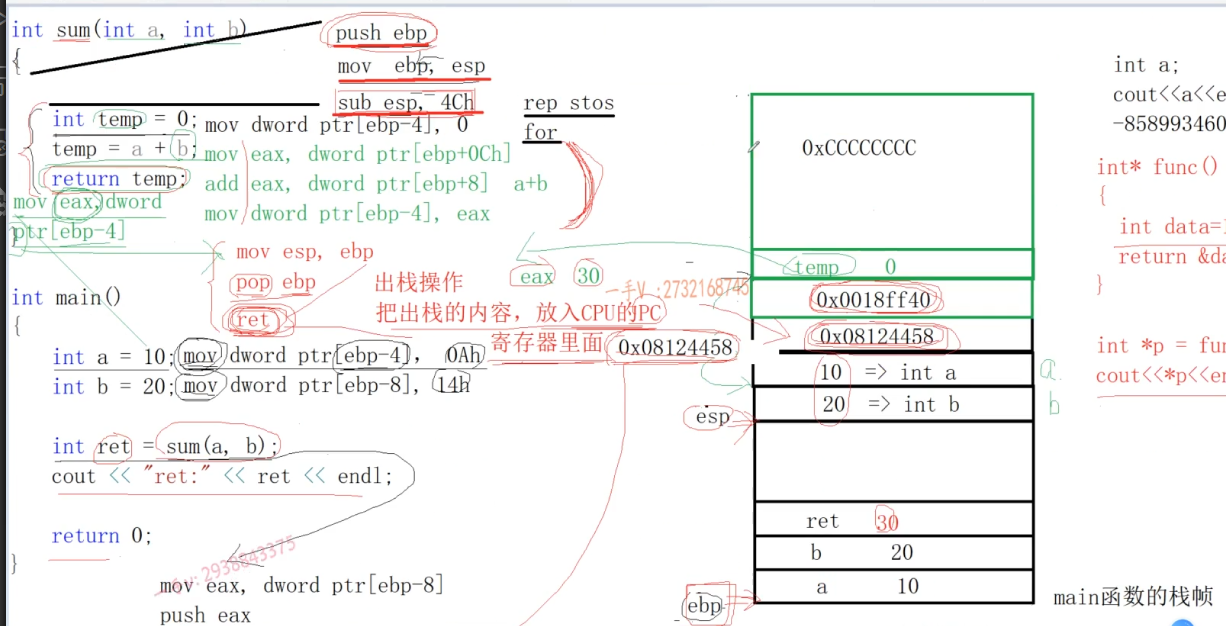 int sum(int a, int b)
{
push ebp
mov ebp, esp
sub esp, 4Ch
rep stos
for
int temp = 0; mov dword ptr[ebp-4], 0
temp = a + b; mov eax, dword ptr[ebp+0Ch]
return temp; add eax, dword ptr[ebp+8] a+b
mov dword ptr[ebp-4], eax
mov eax, dword
ptr[ebp-4]
}
mov esp, ebp
pop ebp
ret
出栈操作
把出栈的内容，放入CPU的PC
寄存器里面 0x08124458
eax 30
一手V :2732168745
int main()
{
int a = 10; mov dword ptr[ebp-4], 0Ah
int b = 20; mov dword ptr[ebp-8], 14h
int ret = sum(a, b);
cout << "ret:" << ret << endl;
return 0;
}
mov eax, dword ptr[ebp-8]
push eax
2938843375
0xCCCCCCCC
temp 0
0x0018ff40
0x08124458
10 => int a a
20 => int b b
esp
ret 30
b 20
a 10
ebp
main函数的栈帧
int a;
cout<<a<<e
-858993460
int* func()
{
int data=
return &da
}
int *p = fun
cout<<*p<<en